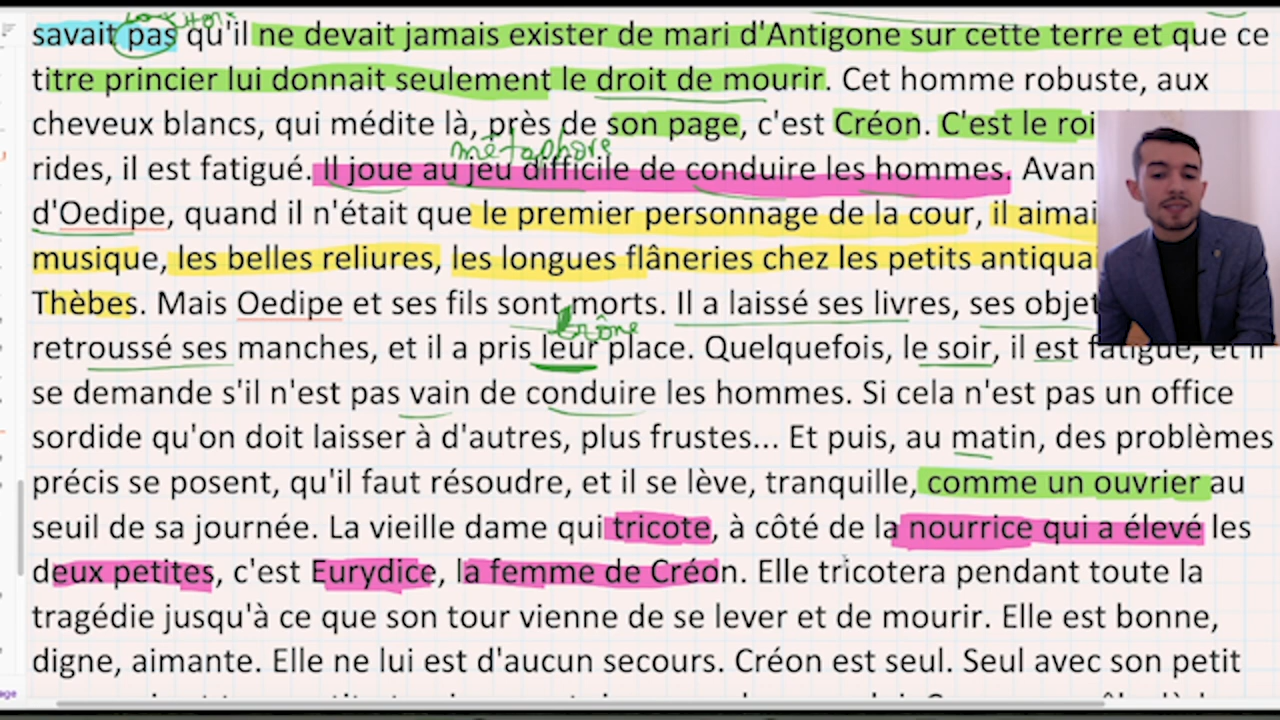 savait pas qu'il ne devait jamais exister de mari d'Antigone sur cette terre et que ce
titre princier lui donnait seulement le droit de mourir. Cet homme robuste, aux
cheveux blancs, qui médite là, près de son page, c'est Créon. C'est le roi
métaphore
rides, il est fatigué. Il joue au jeu difficile de conduire les hommes. Avan
d'Oedipe, quand il n'était que le premier personnage de la cour, il aimai
musique, les belles reliures, les longues flâneries chez les petits antiquai
Thèbes. Mais Oedipe et ses fils sont morts. Il a laissé ses livres, ses objet
trône
retroussé ses manches, et il a pris leur place. Quelquefois, le soir, il est fatigué, et il
se demande s'il n'est pas vain de conduire les hommes. Si cela n'est pas un office
sordide qu'on doit laisser à d'autres, plus frustes... Et puis, au matin, des problèmes
précis se posent, qu'il faut résoudre, et il se lève, tranquille, comme un ouvrier au
seuil de sa journée. La vieille dame qui tricote, à côté de la nourrice qui a élevé les
deux petites, c'est Eurydice, la femme de Créon. Elle tricotera pendant toute la
tragédie jusqu'à ce que son tour vienne de se lever et de mourir. Elle est bonne,
digne, aimante. Elle ne lui est d'aucun secours. Créon est seul. Seul avec son petit
age